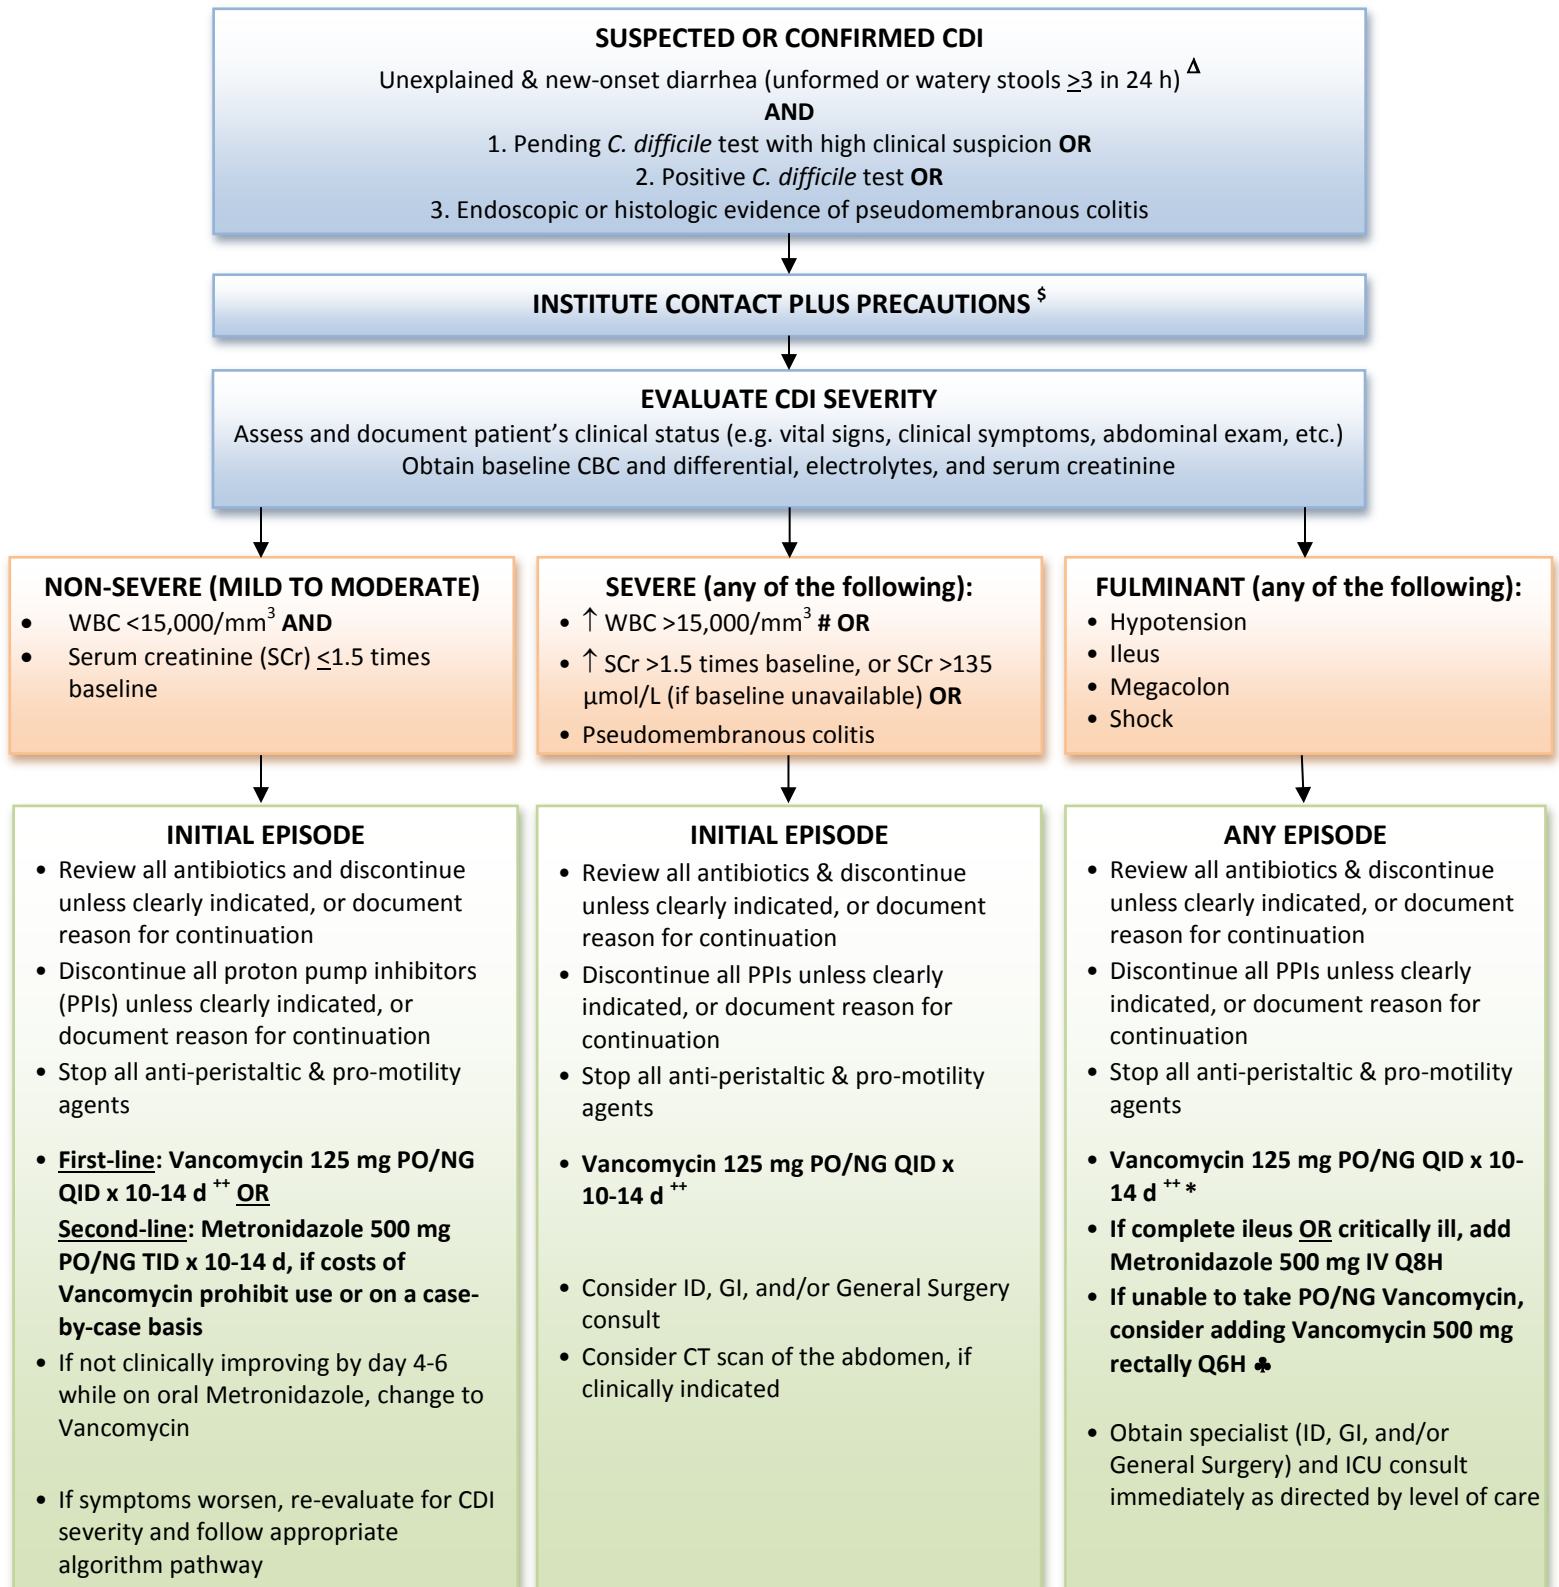 SUSPECTED OR CONFIRMED CDI
Unexplained & new-onset diarrhea (unformed or watery stools ≥3 in 24 h) Δ
AND
1. Pending C. difficile test with high clinical suspicion OR
2. Positive C. difficile test OR
3. Endoscopic or histologic evidence of pseudomembranous colitis
INSTITUTE CONTACT PLUS PRECAUTIONS $
EVALUATE CDI SEVERITY
Assess and document patient’s clinical status (e.g. vital signs, clinical symptoms, abdominal exam, etc.)
Obtain baseline CBC and differential, electrolytes, and serum creatinine
NON-SEVERE (MILD TO MODERATE)
• WBC <15,000/mm³ AND
• Serum creatinine (SCr) ≤1.5 times
baseline
SEVERE (any of the following):
• ↑ WBC >15,000/mm³ # OR
• ↑ SCr >1.5 times baseline, or SCr >135
μmol/L (if baseline unavailable) OR
• Pseudomembranous colitis
FULMINANT (any of the following):
• Hypotension
• Ileus
• Megacolon
• Shock
INITIAL EPISODE
• Review all antibiotics and discontinue
unless clearly indicated, or document
reason for continuation
• Discontinue all proton pump inhibitors
(PPIs) unless clearly indicated, or
document reason for continuation
• Stop all anti-peristaltic & pro-motility
agents
• First-line: Vancomycin 125 mg PO/NG
QID x 10-14 d ++ OR
Second-line: Metronidazole 500 mg
PO/NG TID x 10-14 d, if costs of
Vancomycin prohibit use or on a case-
by-case basis
• If not clinically improving by day 4-6
while on oral Metronidazole, change to
Vancomycin
• If symptoms worsen, re-evaluate for CDI
severity and follow appropriate
algorithm pathway
INITIAL EPISODE
• Review all antibiotics & discontinue
unless clearly indicated, or document
reason for continuation
• Discontinue all PPIs unless clearly
indicated, or document reason for
continuation
• Stop all anti-peristaltic & pro-motility
agents
• Vancomycin 125 mg PO/NG QID x
10-14 d ++
• Consider ID, GI, and/or General Surgery
consult
• Consider CT scan of the abdomen, if
clinically indicated
ANY EPISODE
• Review all antibiotics & discontinue
unless clearly indicated, or document
reason for continuation
• Discontinue all PPIs unless clearly
indicated, or document reason for
continuation
• Stop all anti-peristaltic & pro-motility
agents
• Vancomycin 125 mg PO/NG QID x 10-
14 d ++ *
• If complete ileus OR critically ill, add
Metronidazole 500 mg IV Q8H
• If unable to take PO/NG Vancomycin,
consider adding Vancomycin 500 mg
rectally Q6H ♣
• Obtain specialist (ID, GI, and/or
General Surgery) and ICU consult
immediately as directed by level of care